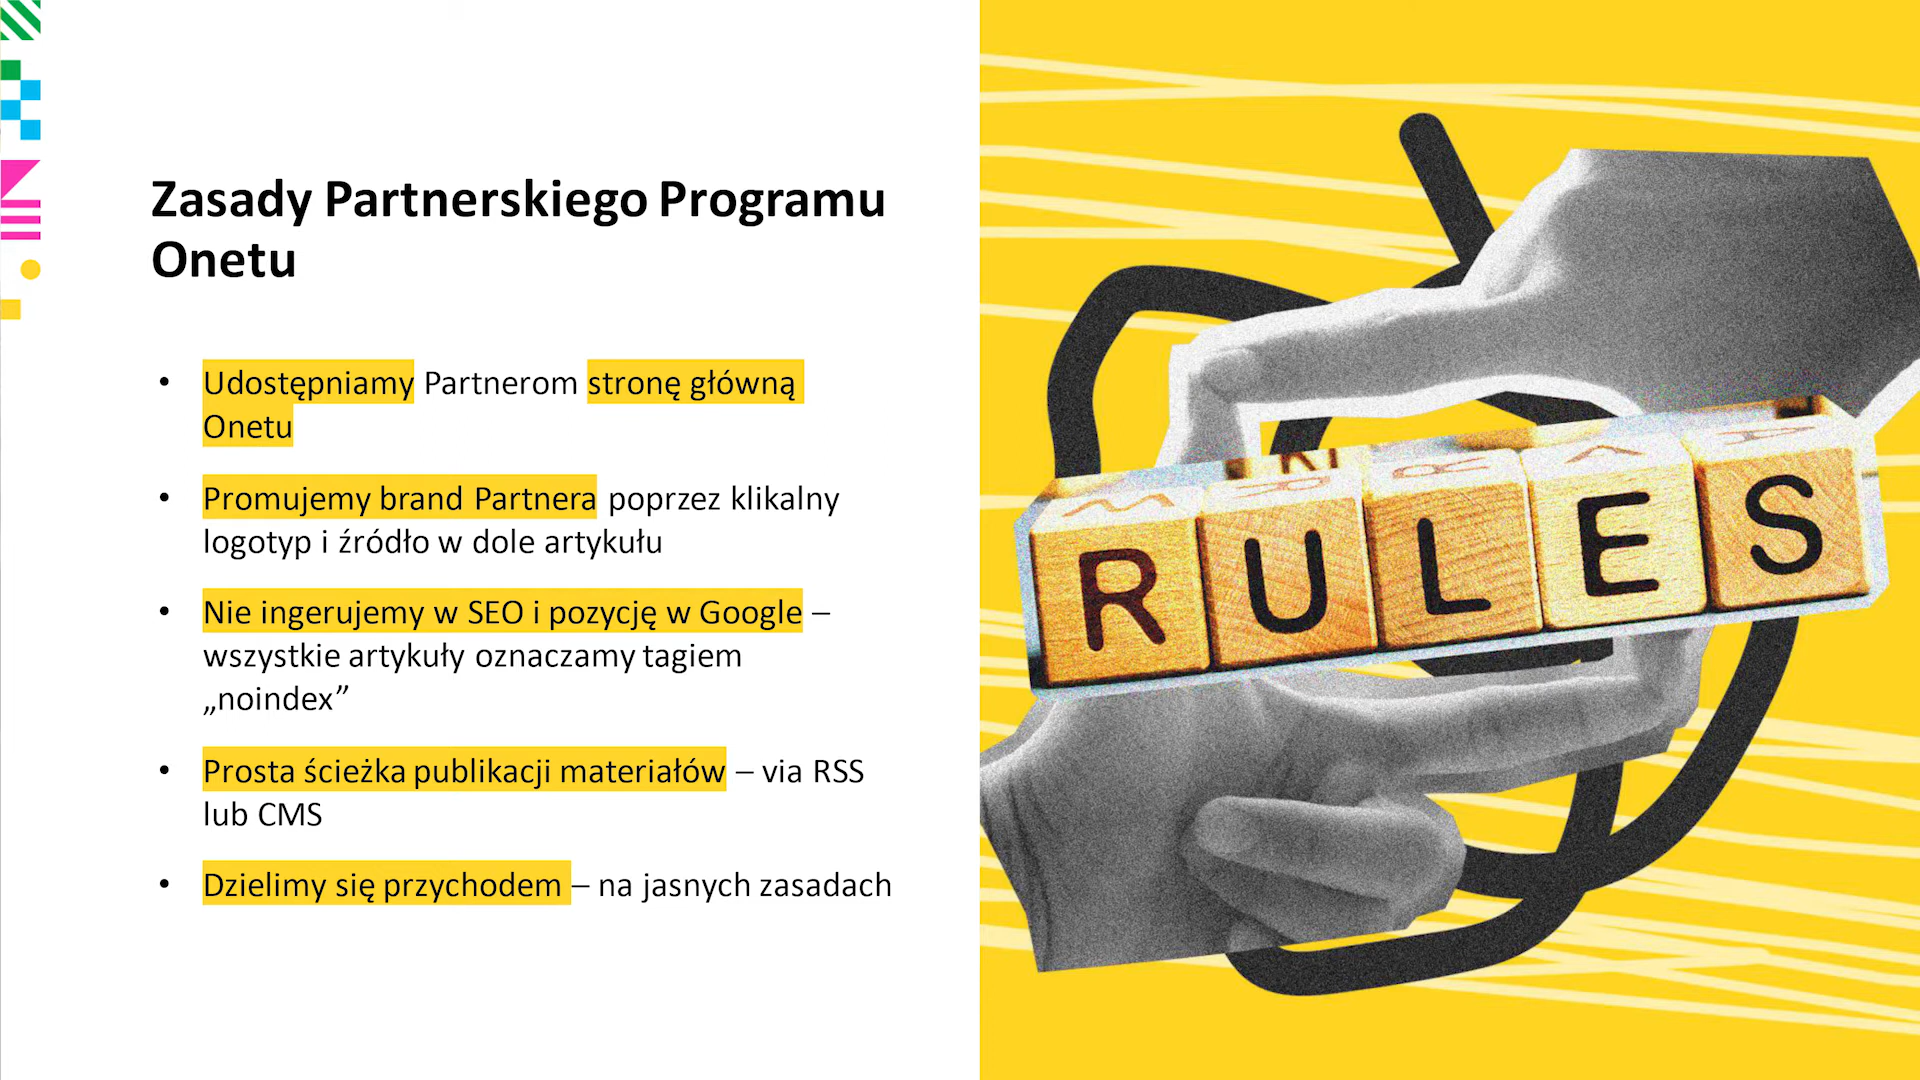 Zasady Partnerskiego Programu
Onetu
• Udostępniamy Partnerom stronę główną
Onetu
• Promujemy brand Partnera poprzez klikalny
logotyp i źródło w dole artykułu
• Nie ingerujemy w SEO i pozycję w Google –
wszystkie artykuły oznaczamy tagiem
„noindex”
• Prosta ścieżka publikacji materiałów – via RSS
lub CMS
• Dzielimy się przychodem – na jasnych zasadach
RULES